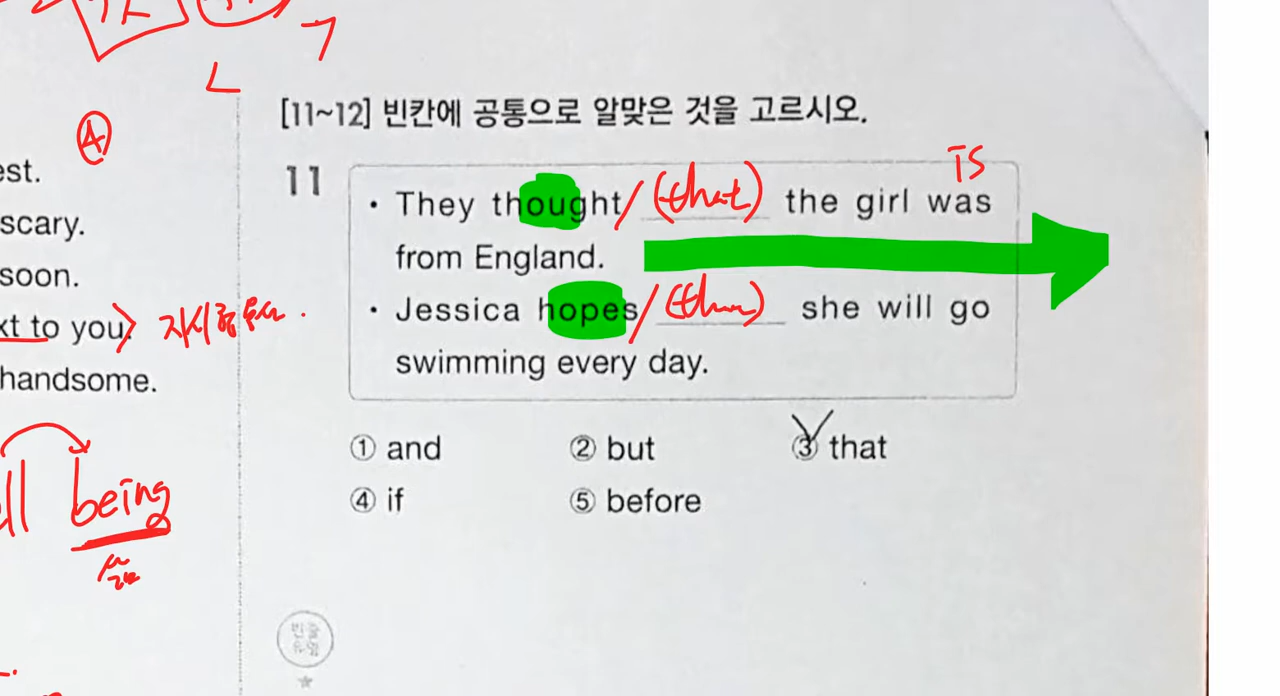 [11~12] 빈칸에 공통으로 알맞은 것을 고르시오.
4
est.
scary.
soon.
xt to you
handsome.
ll being
11
is
• They thought / (that) the girl was
from England.
• Jessica hopes / ( ) she will go
swimming every day.
① and ② but ③ that
④ if ⑤ before